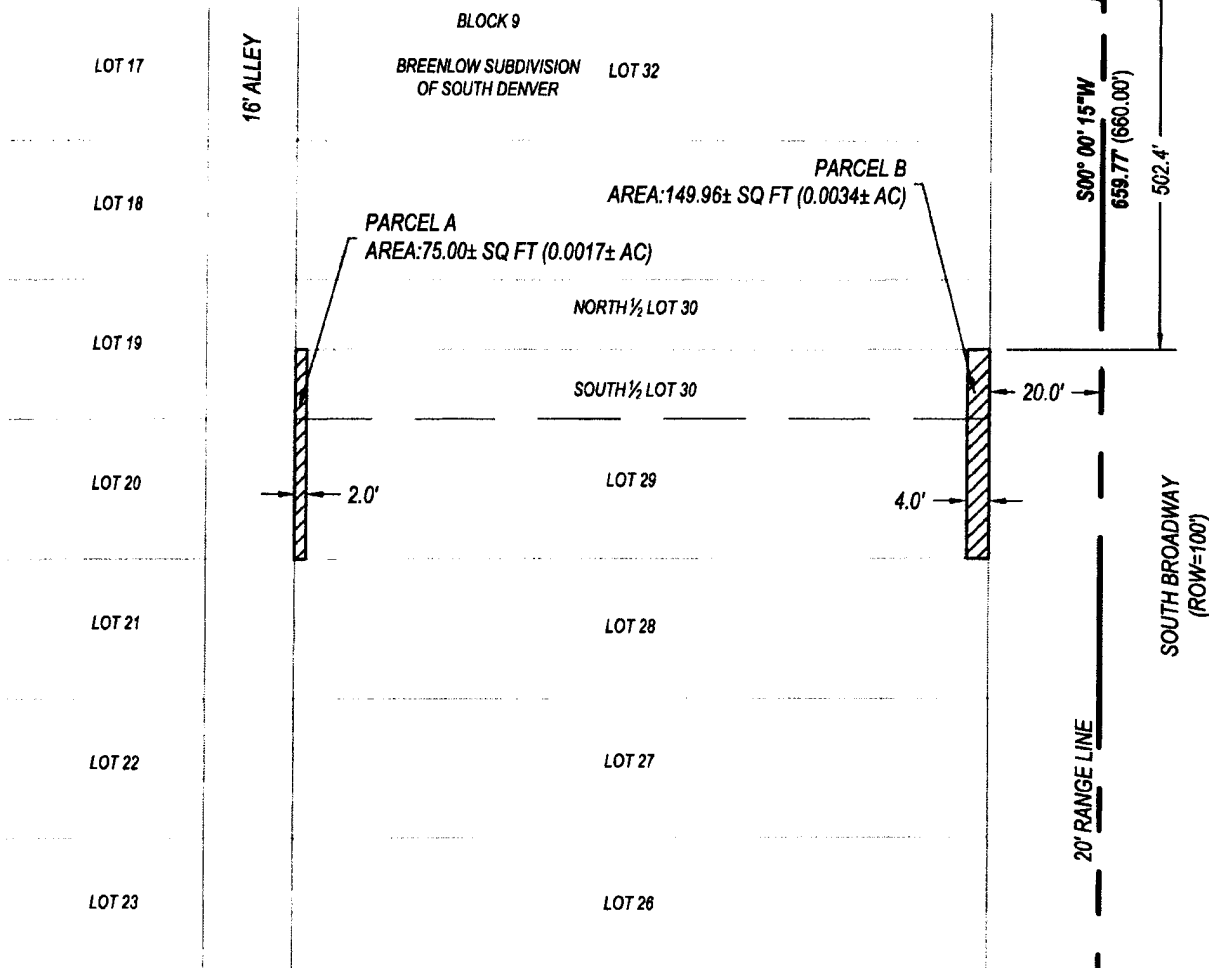 BLOCK 9
LOT 17
16' ALLEY
BREENLOW SUBDIVISION
OF SOUTH DENVER
LOT 32
S00° 00' 15"W
659.77' (660.00')
502.4'
PARCEL B
AREA:149.96± SQ FT (0.0034± AC)
LOT 18
PARCEL A
AREA:75.00± SQ FT (0.0017± AC)
NORTH ½ LOT 30
LOT 19
SOUTH ½ LOT 30
20.0'
LOT 20
2.0'
LOT 29
4.0'
SOUTH BROADWAY
(ROW=100')
LOT 21
LOT 28
LOT 22
LOT 27
20' RANGE LINE
LOT 23
LOT 26